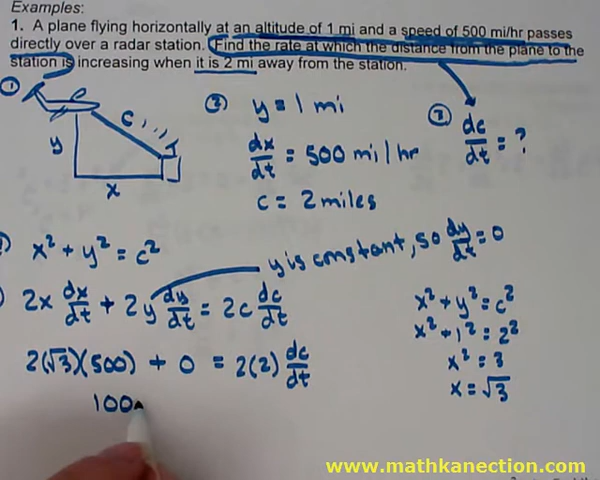 Examples:
1. A plane flying horizontally at an altitude of 1 mi and a speed of 500 mi/hr passes
directly over a radar station. Find the rate at which the distance from the plane to the
station is increasing when it is 2 mi away from the station.
①
y
c
x
② y = 1 mi
dx/dt = 500 mi/hr
c = 2 miles
③ dc/dt = ?
x² + y² = c²
y is constant, so dy/dt = 0
2x dx/dt + 2y dy/dt = 2c dc/dt
2(√3)(500) + 0 = 2(2) dc/dt
100
x² + y² = c²
x² + 1² = 2²
x² = 3
x = √3
www.mathkanection.com